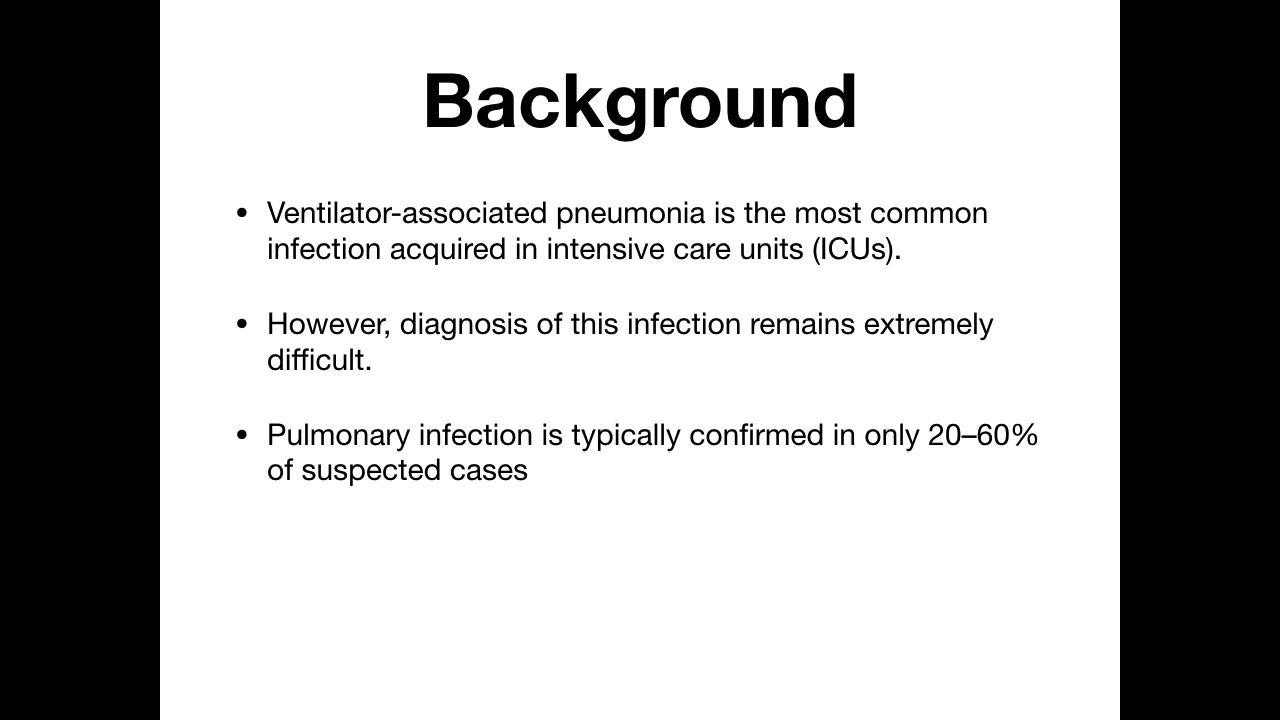 Background
• Ventilator-associated pneumonia is the most common
infection acquired in intensive care units (ICUs).
• However, diagnosis of this infection remains extremely
difficult.
• Pulmonary infection is typically confirmed in only 20–60%
of suspected cases